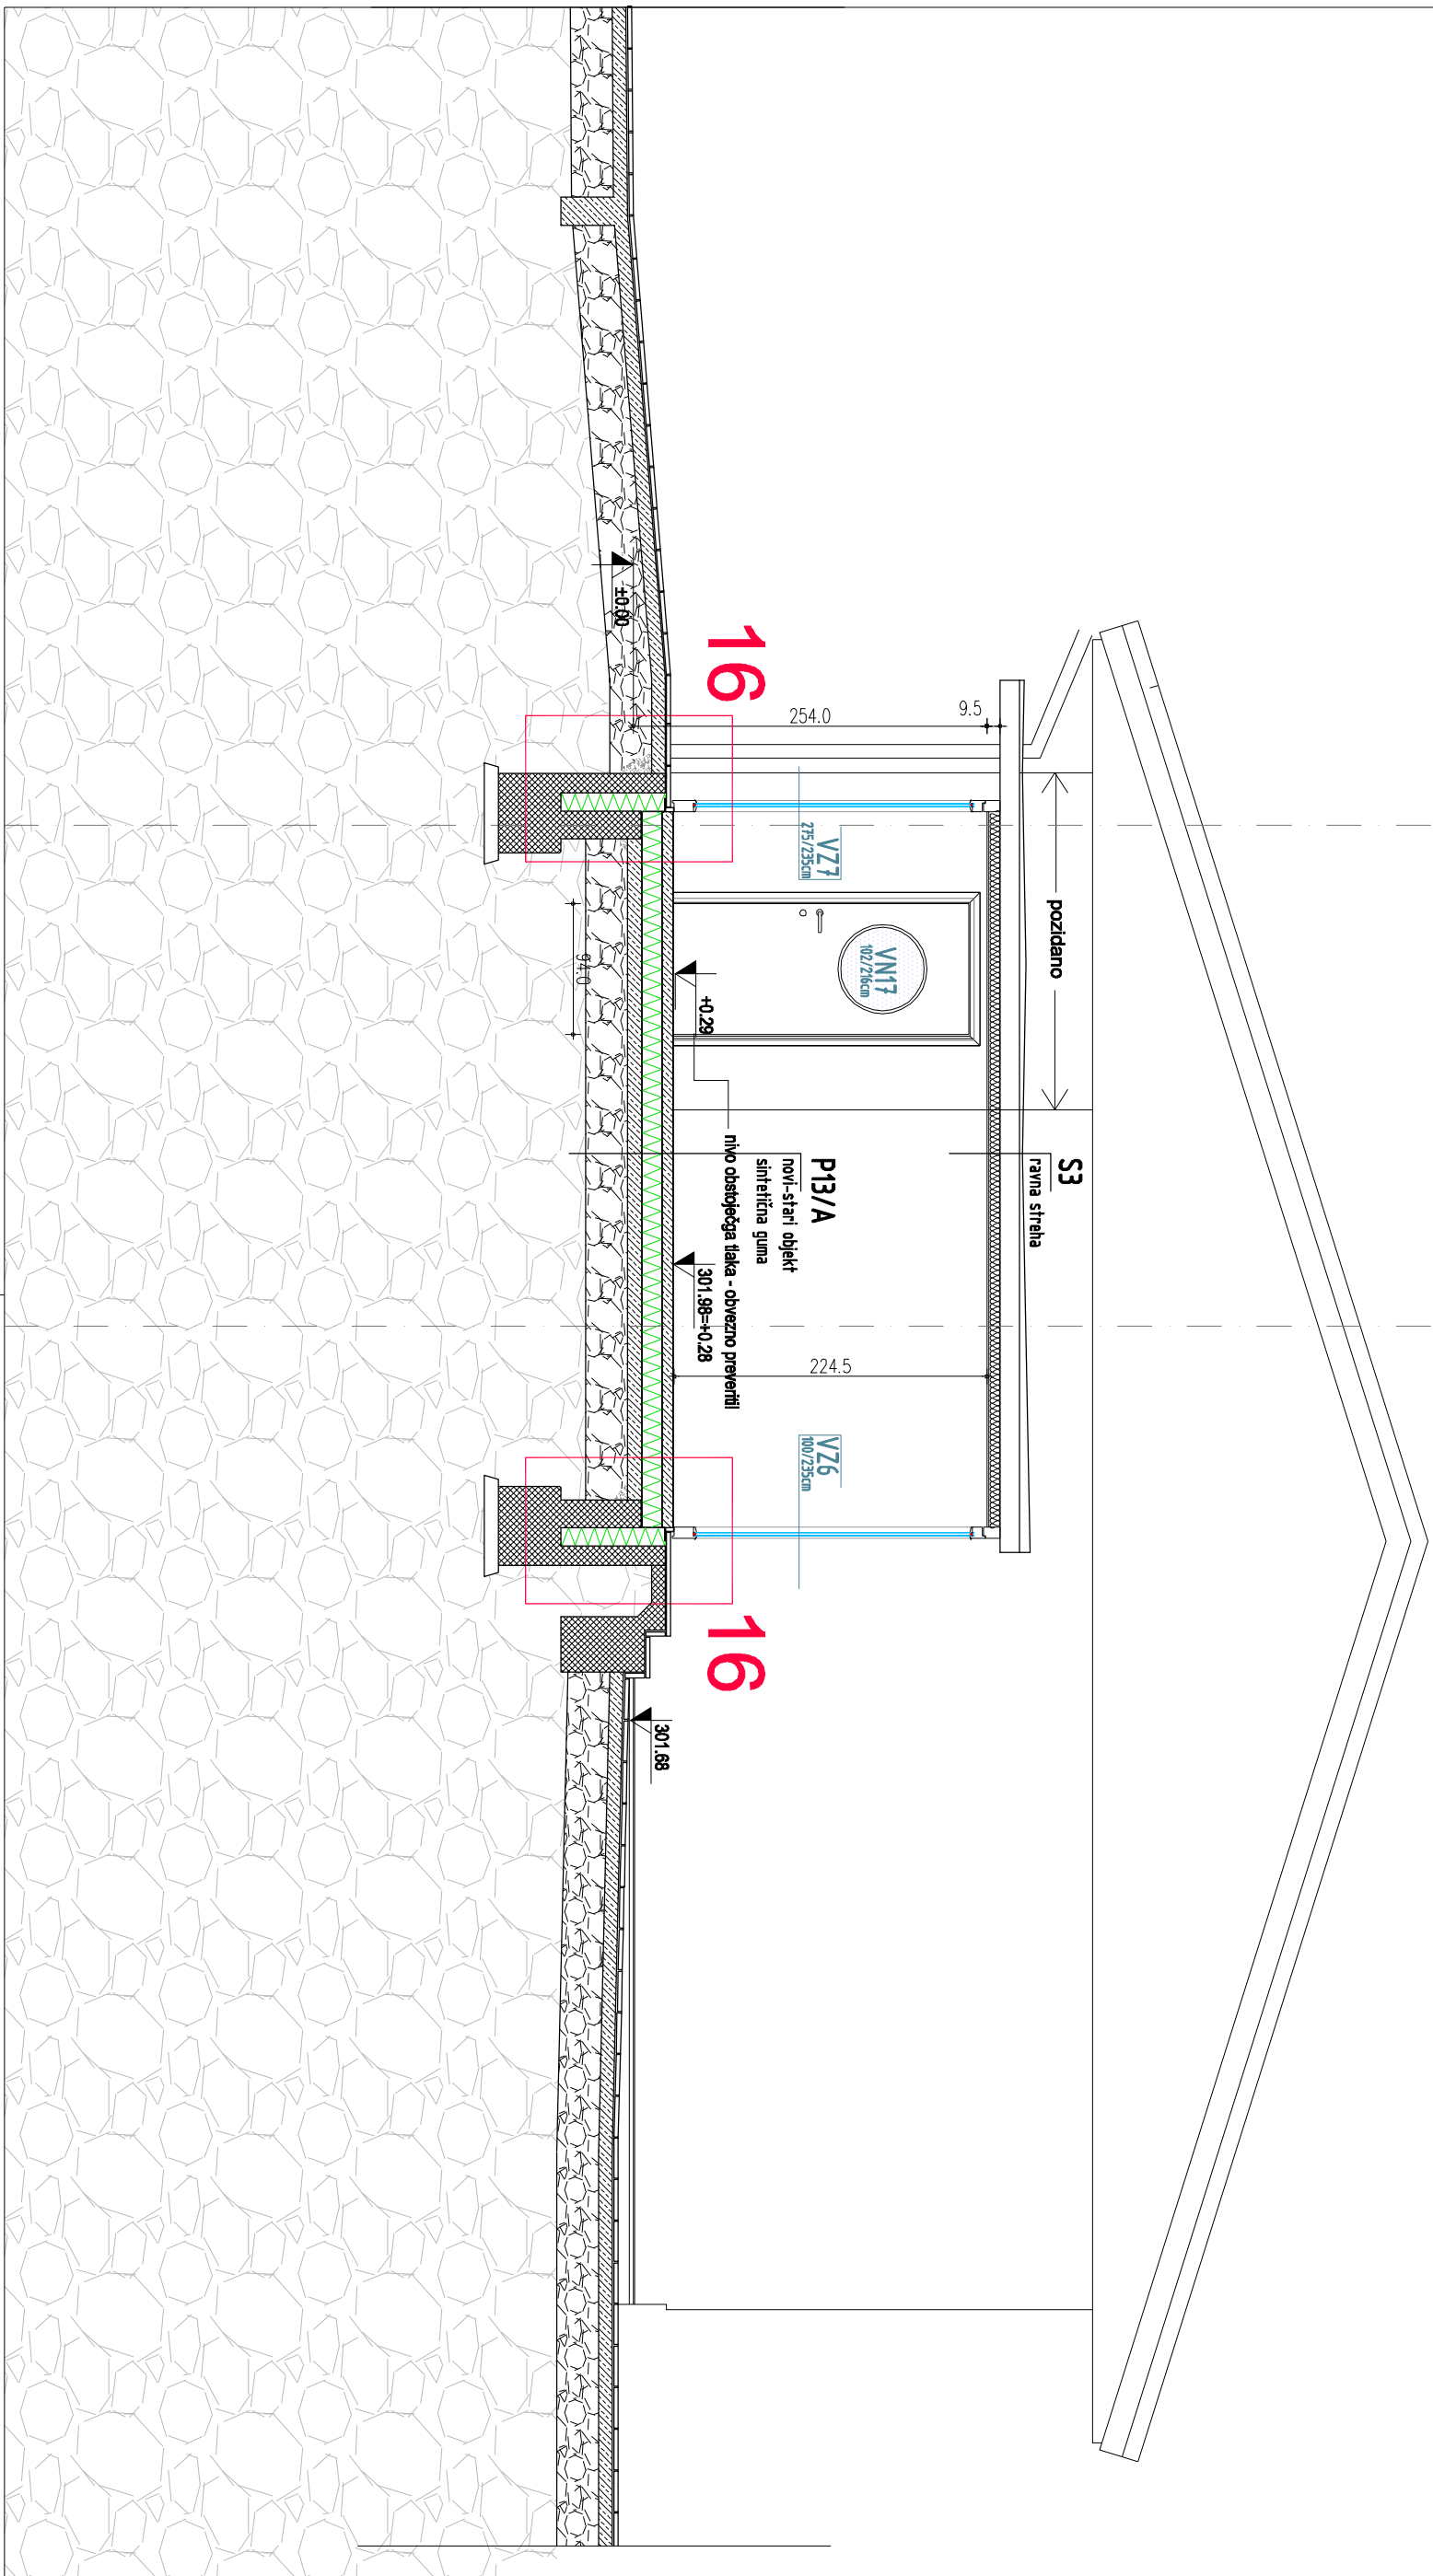 S3
ravna streha
pozidano
9.5
254.0
16
VZ7
275/235cm
VN17
102/216cm
P13/A
novi-stari objekt
sintetična guma
nivo obstoječga tlaka - obvezno preveriti!
224.5
VZ6
100/235cm
16
±0.00
+0.29
301.98=+0.28
301.68
94.0